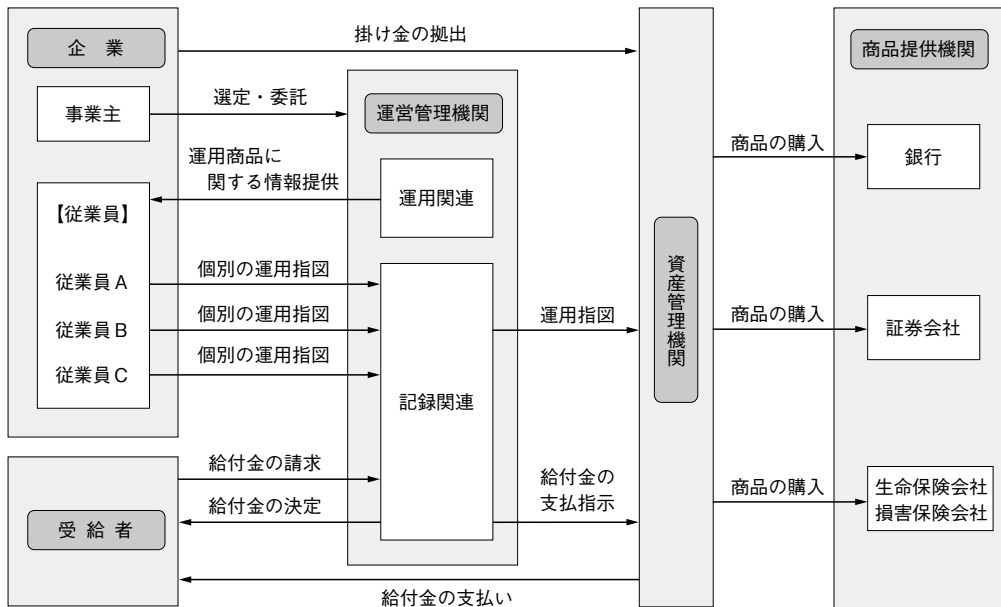 企　業
掛け金の拠出
商品提供機関
事業主
選定・委託
運営管理機関
運用商品に
関する情報提供
運用関連
商品の購入
銀行
【従業員】
従業員A
個別の運用指図
従業員B
個別の運用指図
従業員C
個別の運用指図
記録関連
運用指図
資産管理機関
商品の購入
証券会社
受給者
給付金の請求
給付金の決定
給付金の
支払指示
商品の購入
生命保険会社
損害保険会社
給付金の支払い